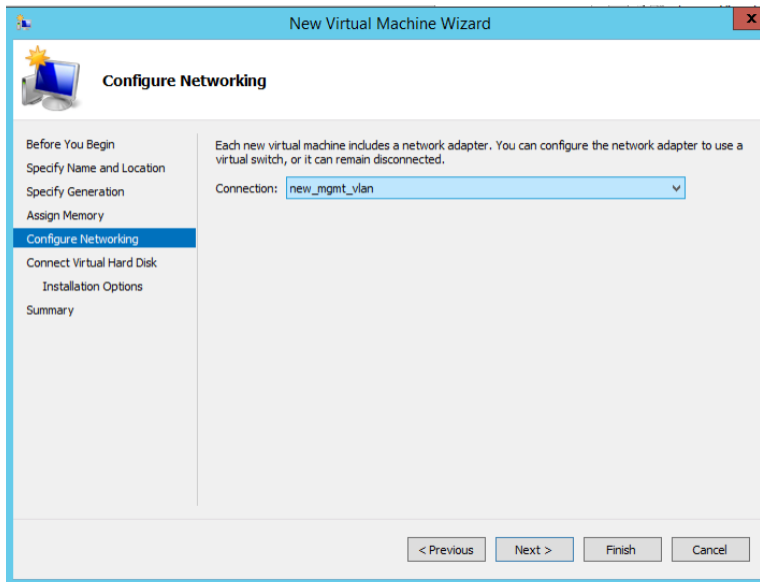 New Virtual Machine Wizard
x
Configure Networking
Before You Begin
Specify Name and Location
Specify Generation
Assign Memory
Configure Networking
Connect Virtual Hard Disk
Installation Options
Summary
Each new virtual machine includes a network adapter. You can configure the network adapter to use a
virtual switch, or it can remain disconnected.
Connection: new_mgmt_vlan
< Previous Next > Finish Cancel